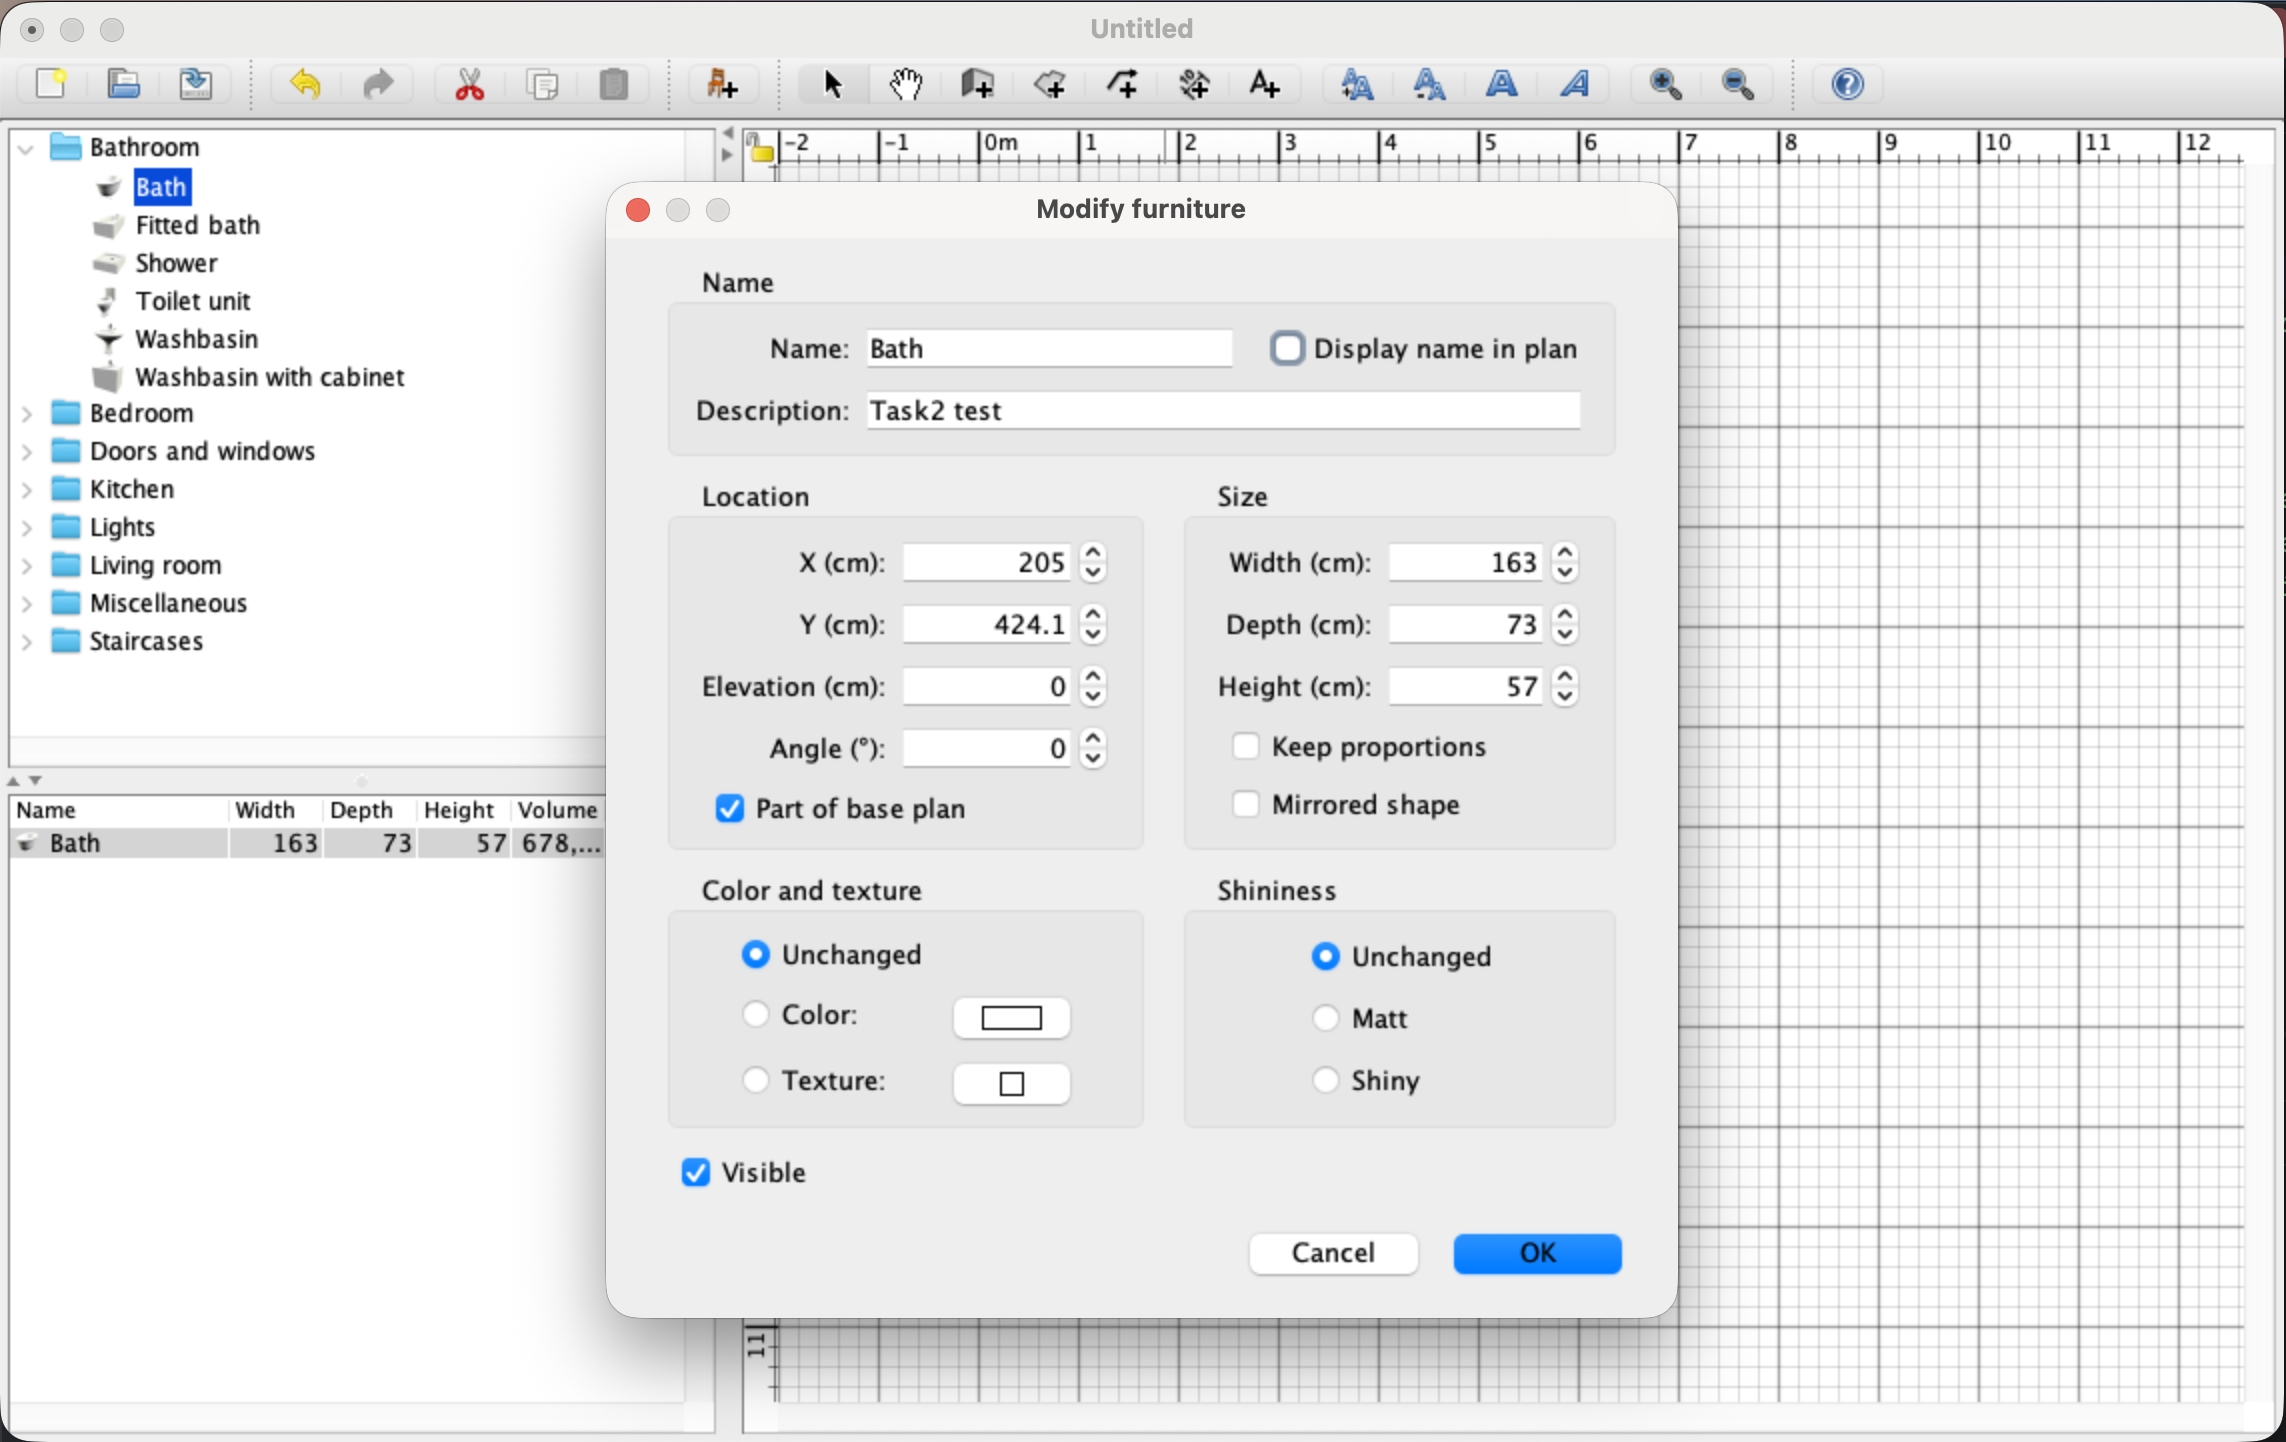 Untitled
Bathroom
Bath
Fitted bath
Shower
Toilet unit
Washbasin
Washbasin with cabinet
Bedroom
Doors and windows
Kitchen
Lights
Living room
Miscellaneous
Staircases
Name Width Depth Height Volume
Bath 163 73 57 678,...
-2 -1 0m 1 2 3 4 5 6 7 8 9 10 11 12
Modify furniture
Name
Name: Bath Display name in plan
Description: Task2 test
Location
X (cm): 205
Y (cm): 424.1
Elevation (cm): 0
Angle (°): 0
Part of base plan
Size
Width (cm): 163
Depth (cm): 73
Height (cm): 57
Keep proportions
Mirrored shape
Color and texture
Unchanged
Color:
Texture:
Shininess
Unchanged
Matt
Shiny
Visible
Cancel OK
11